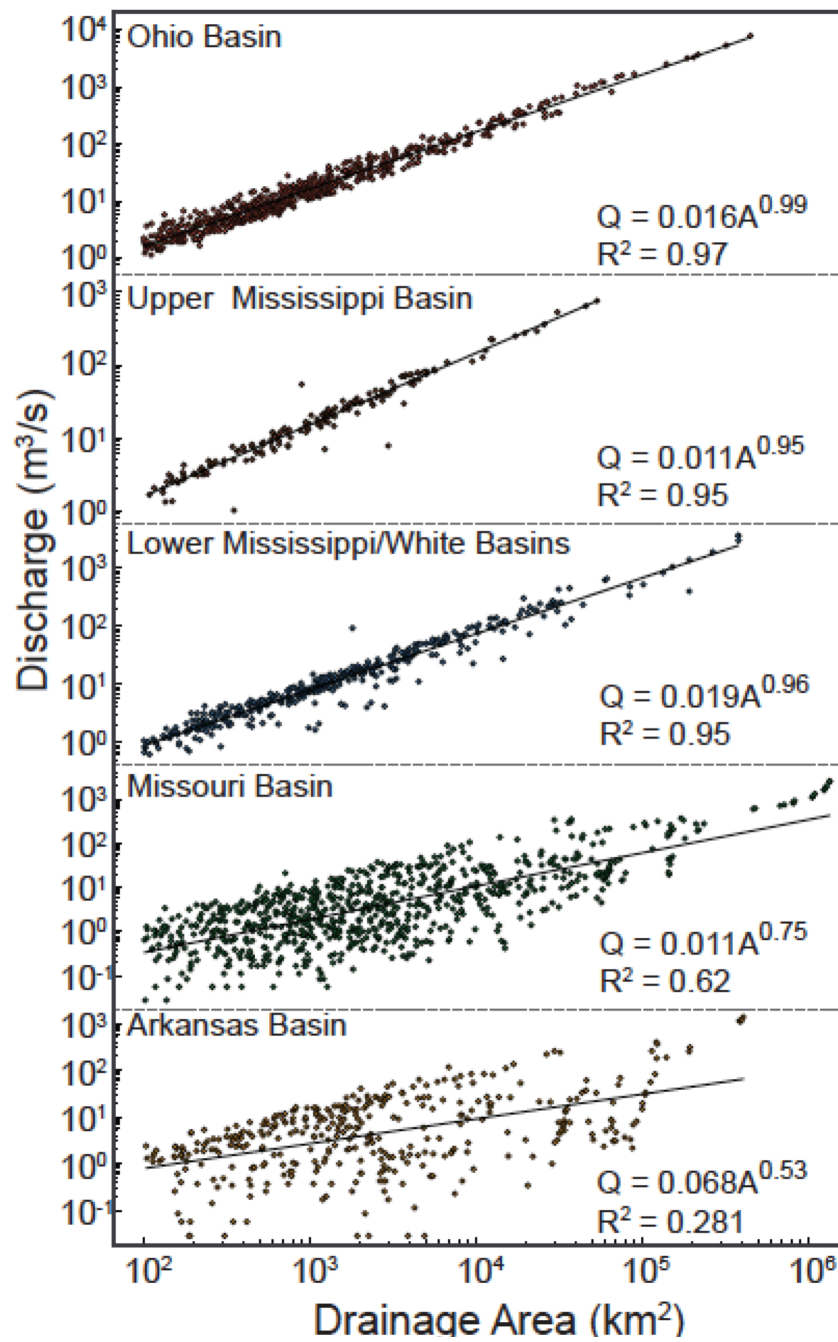 Discharge (m³/s)
10⁴
10³
10²
10¹
10⁰
Ohio Basin
Q = 0.016A^0.99
R² = 0.97
10³
10²
10¹
10⁰
Upper Mississippi Basin
Q = 0.011A^0.95
R² = 0.95
10³
10²
10¹
10⁰
Lower Mississippi/White Basins
Q = 0.019A^0.96
R² = 0.95
10³
10²
10¹
10⁰
10⁻¹
Missouri Basin
Q = 0.011A^0.75
R² = 0.62
10³
10²
10¹
10⁰
10⁻¹
Arkansas Basin
Q = 0.068A^0.53
R² = 0.281
10² 10³ 10⁴ 10⁵ 10⁶
Drainage Area (km²)